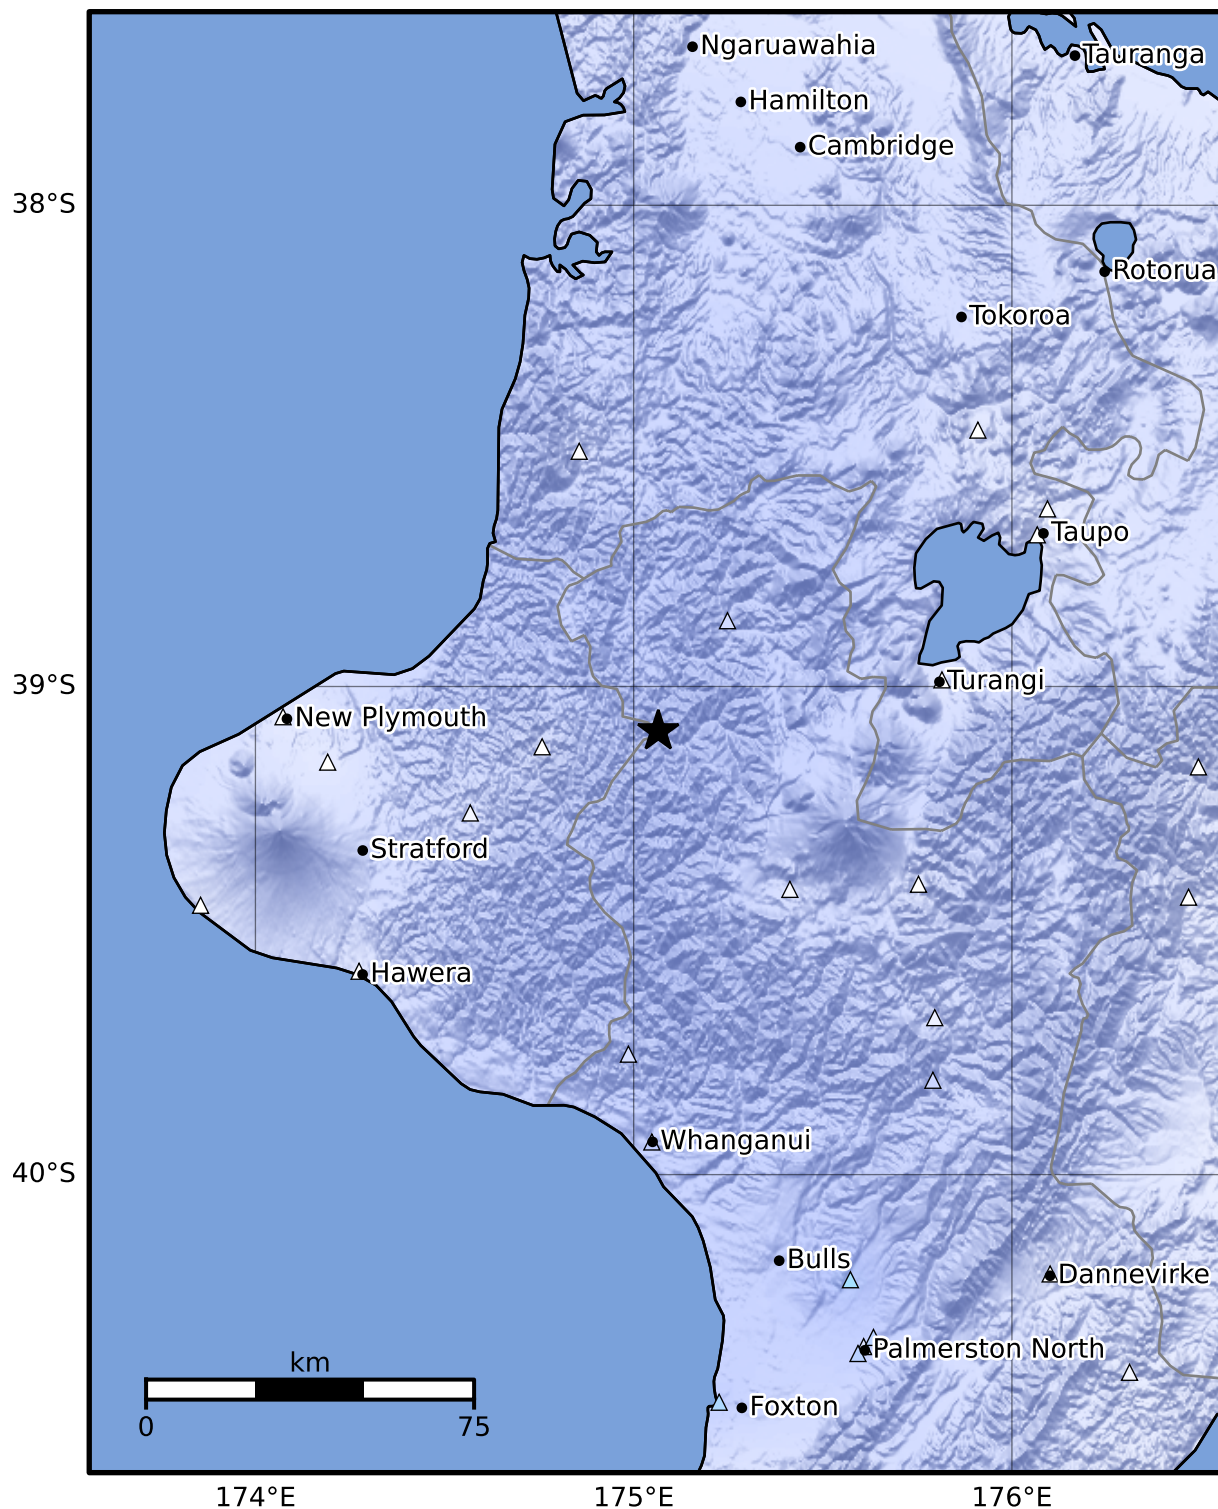 Ngaruawahia
Tauranga
Hamilton
Cambridge
38°S
Rotorua
Tokoroa
Taupo
39°S
Turangi
New Plymouth
Stratford
Hawera
Whanganui
40°S
Bulls
Dannevirke
Palmerston North
km
Foxton
0 75
174°E 175°E 176°E